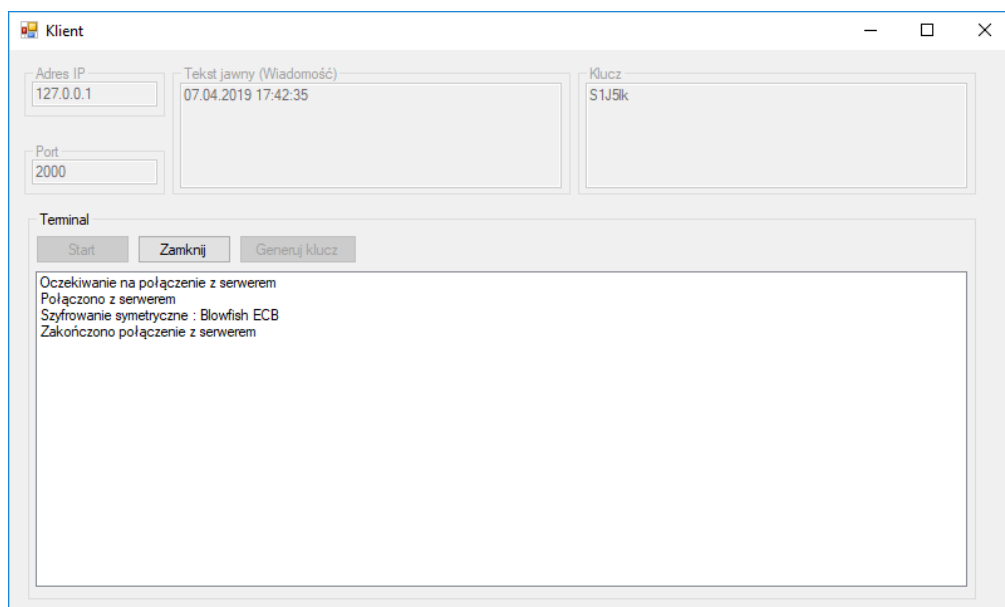 Klient
Adres IP
127.0.0.1
Tekst jawny (Wiadomość)
07.04.2019 17:42:35
Klucz
S1J5lk
Port
2000
Terminal
Start
Zamknij
Generuj klucz
Oczekiwanie na połączenie z serwerem
Połączono z serwerem
Szyfrowanie symetryczne : Blowfish ECB
Zakończono połączenie z serwerem